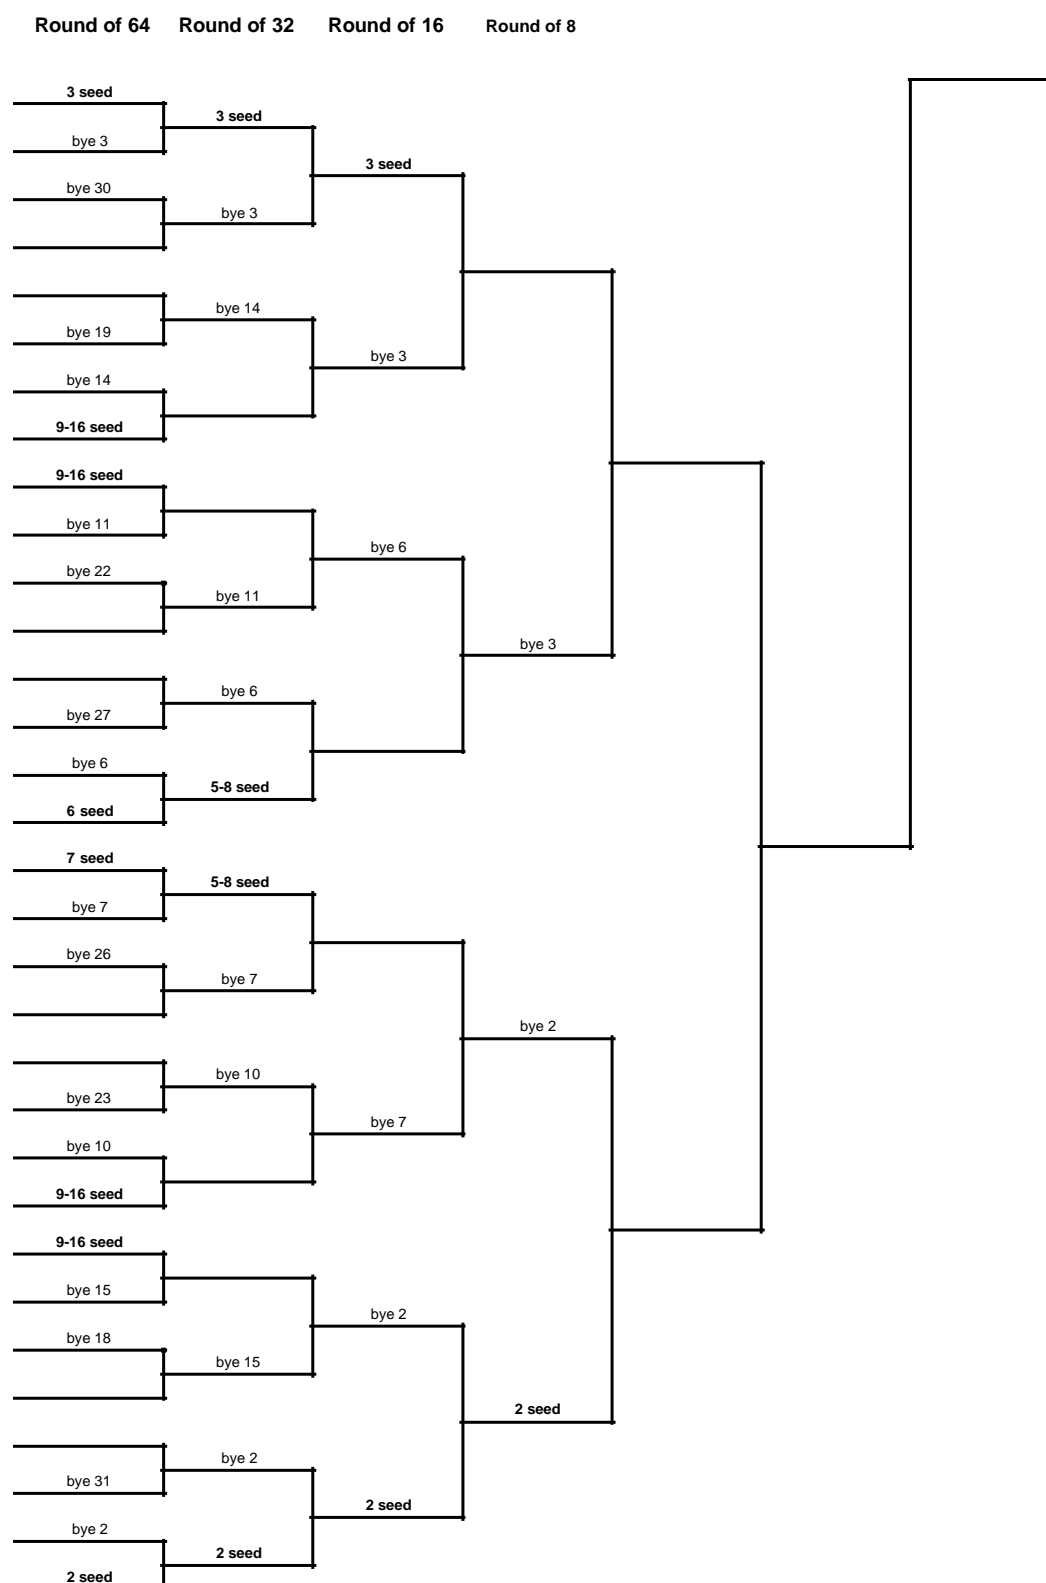 Round of 64 Round of 32 Round of 16 Round of 8
3 seed
3 seed
bye 3
3 seed
bye 30
bye 3
bye 14
bye 19
bye 3
bye 14
9-16 seed
9-16 seed
bye 11
bye 6
bye 22
bye 11
bye 3
bye 6
bye 27
bye 6
5-8 seed
6 seed
7 seed
5-8 seed
bye 7
bye 26
bye 7
bye 2
bye 10
bye 23
bye 7
bye 10
9-16 seed
9-16 seed
bye 15
bye 2
bye 18
bye 15
2 seed
bye 2
bye 31
2 seed
bye 2
2 seed
2 seed